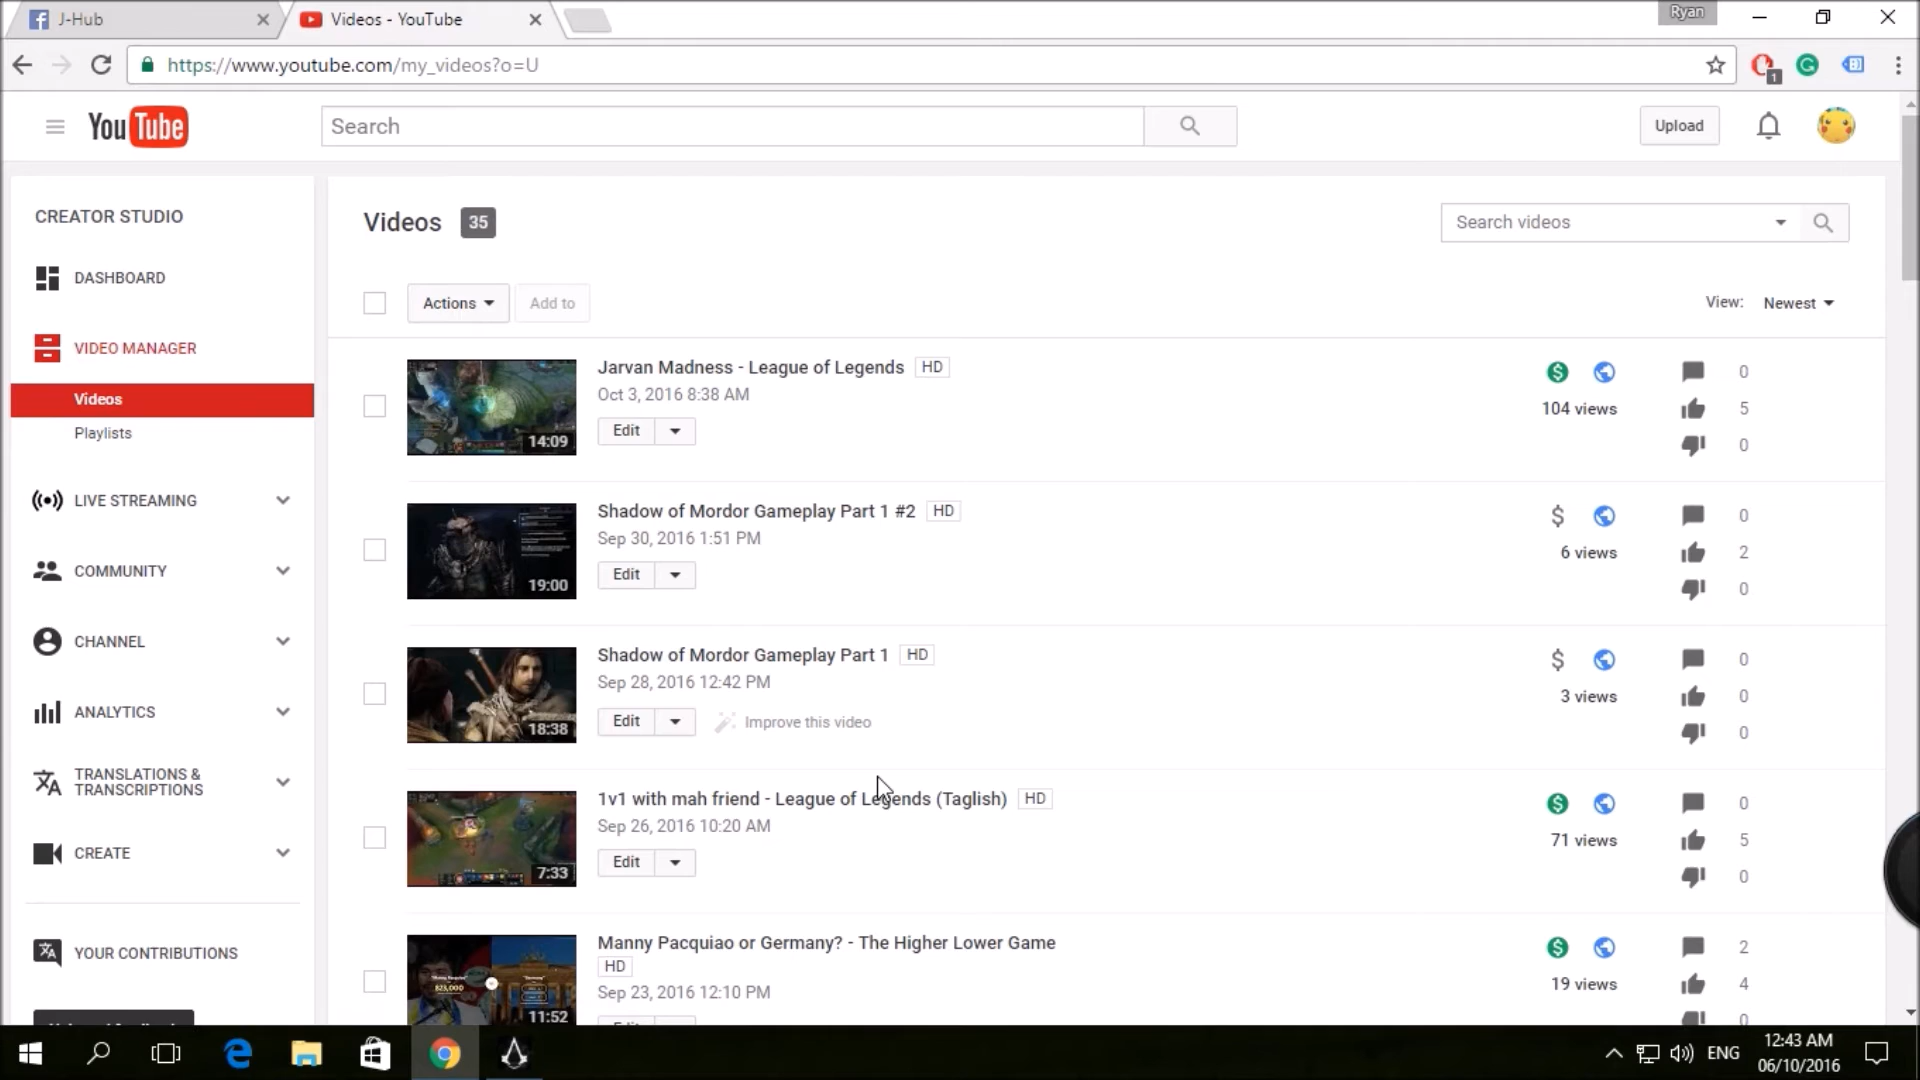 J-Hub
Videos - YouTube
Ryan
https://www.youtube.com/my_videos?o=U
1
YouTube
Search
Upload
CREATOR STUDIO
DASHBOARD
VIDEO MANAGER
Videos
Playlists
LIVE STREAMING
COMMUNITY
CHANNEL
ANALYTICS
TRANSLATIONS &
TRANSCRIPTIONS
CREATE
YOUR CONTRIBUTIONS
Videos 35
Search videos
Actions
Add to
View: Newest
14:09
Jarvan Madness - League of Legends HD
Oct 3, 2016 8:38 AM
Edit
104 views
0
5
0
19:00
Shadow of Mordor Gameplay Part 1 #2 HD
Sep 30, 2016 1:51 PM
Edit
6 views
0
2
0
18:38
Shadow of Mordor Gameplay Part 1 HD
Sep 28, 2016 12:42 PM
Edit
Improve this video
3 views
0
0
0
7:33
1v1 with mah friend - League of Legends (Taglish) HD
Sep 26, 2016 10:20 AM
Edit
71 views
0
5
0
11:52
Manny Pacquiao or Germany? - The Higher Lower Game
HD
Sep 23, 2016 12:10 PM
19 views
2
4
0
ENG
12:43 AM
06/10/2016